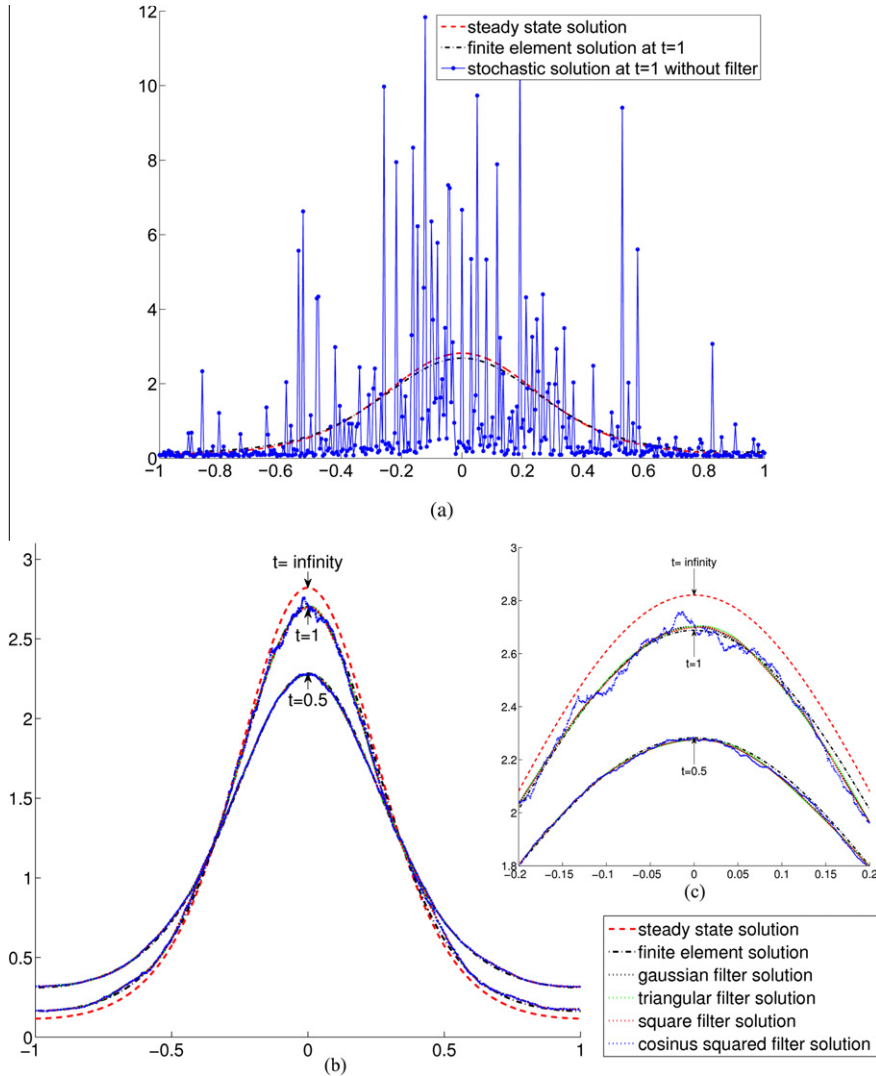 12
10
8
6
4
2
0
steady state solution
finite element solution at t=1
stochastic solution at t=1 without filter
−1 −0.8 −0.6 −0.4 −0.2 0 0.2 0.4 0.6 0.8 1
(a)
3
2.5
2
1.5
1
0.5
0
t= infinity
t=1
t=0.5
−1 −0.5 0 0.5 1
(b)
3
2.8
2.6
2.4
2.2
2
1.8
t= infinity
t=1
t=0.5
−0.2 −0.15 −0.1 −0.05 0 0.05 0.1 0.15 0.2
(c)
steady state solution
finite element solution
gaussian filter solution
triangular filter solution
square filter solution
cosinus squared filter solution